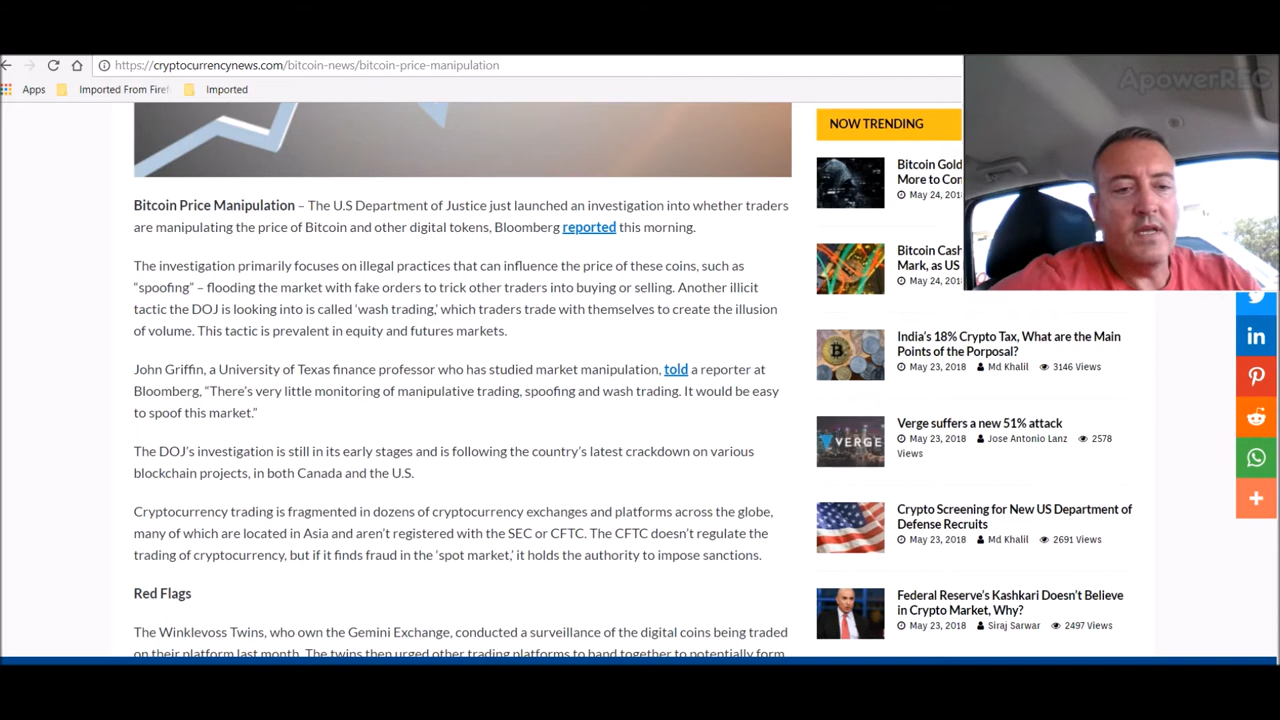 https://cryptocurrencynews.com/bitcoin-news/bitcoin-price-manipulation
ApowerREC
Apps
Imported From Firef
Imported
NOW TRENDING
Bitcoin Gold
More to Con
May 24, 201
Bitcoin Cash
Mark, as US
May 24, 201
India's 18% Crypto Tax, What are the Main
Points of the Porposal?
May 23, 2018 Md Khalil 3146 Views
Verge suffers a new 51% attack
May 23, 2018 Jose Antonio Lanz 2578
Views
VERGE
Crypto Screening for New US Department of
Defense Recruits
May 23, 2018 Md Khalil 2691 Views
Federal Reserve's Kashkari Doesn't Believe
in Crypto Market, Why?
May 23, 2018 Siraj Sarwar 2497 Views
Bitcoin Price Manipulation – The U.S Department of Justice just launched an investigation into whether traders
are manipulating the price of Bitcoin and other digital tokens, Bloomberg reported this morning.
The investigation primarily focuses on illegal practices that can influence the price of these coins, such as
“spoofing” – flooding the market with fake orders to trick other traders into buying or selling. Another illicit
tactic the DOJ is looking into is called ‘wash trading,’ which traders trade with themselves to create the illusion
of volume. This tactic is prevalent in equity and futures markets.
John Griffin, a University of Texas finance professor who has studied market manipulation, told a reporter at
Bloomberg, “There’s very little monitoring of manipulative trading, spoofing and wash trading. It would be easy
to spoof this market.”
The DOJ’s investigation is still in its early stages and is following the country’s latest crackdown on various
blockchain projects, in both Canada and the U.S.
Cryptocurrency trading is fragmented in dozens of cryptocurrency exchanges and platforms across the globe,
many of which are located in Asia and aren’t registered with the SEC or CFTC. The CFTC doesn’t regulate the
trading of cryptocurrency, but if it finds fraud in the ‘spot market,’ it holds the authority to impose sanctions.
Red Flags
The Winklevoss Twins, who own the Gemini Exchange, conducted a surveillance of the digital coins being traded
on their platform last month. The twins then urged other trading platforms to band together to potentially form